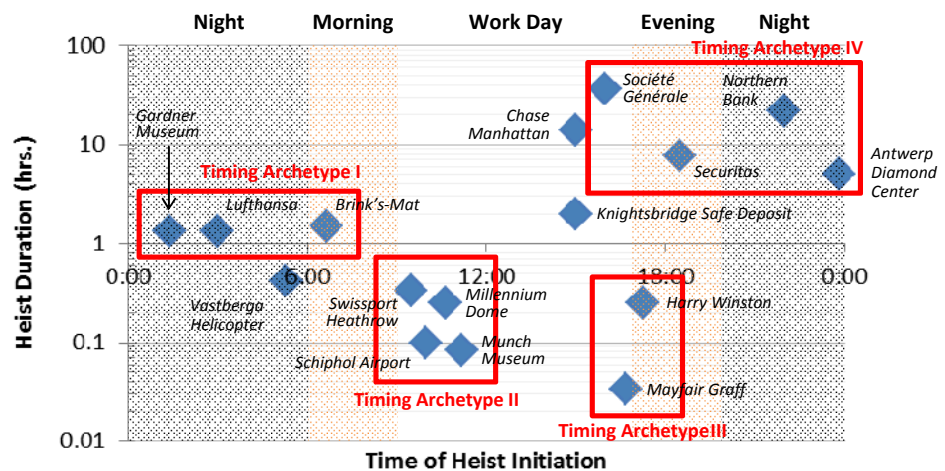 Night Morning Work Day Evening Night
Heist Duration (hrs.)
100
10
1
0.1
0.01
0:00 6:00 12:00 18:00 0:00
Time of Heist Initiation
Timing Archetype I
Gardner
Museum
Lufthansa
Brink's-Mat
Vastberga
Helicopter
Timing Archetype II
Swissport
Heathrow
Millennium
Dome
Schiphol Airport
Munch
Museum
Timing Archetype III
Harry Winston
Mayfair Graff
Timing Archetype IV
Société
Générale
Northern
Bank
Chase
Manhattan
Securitas
Antwerp
Diamond
Center
Knightsbridge Safe Deposit